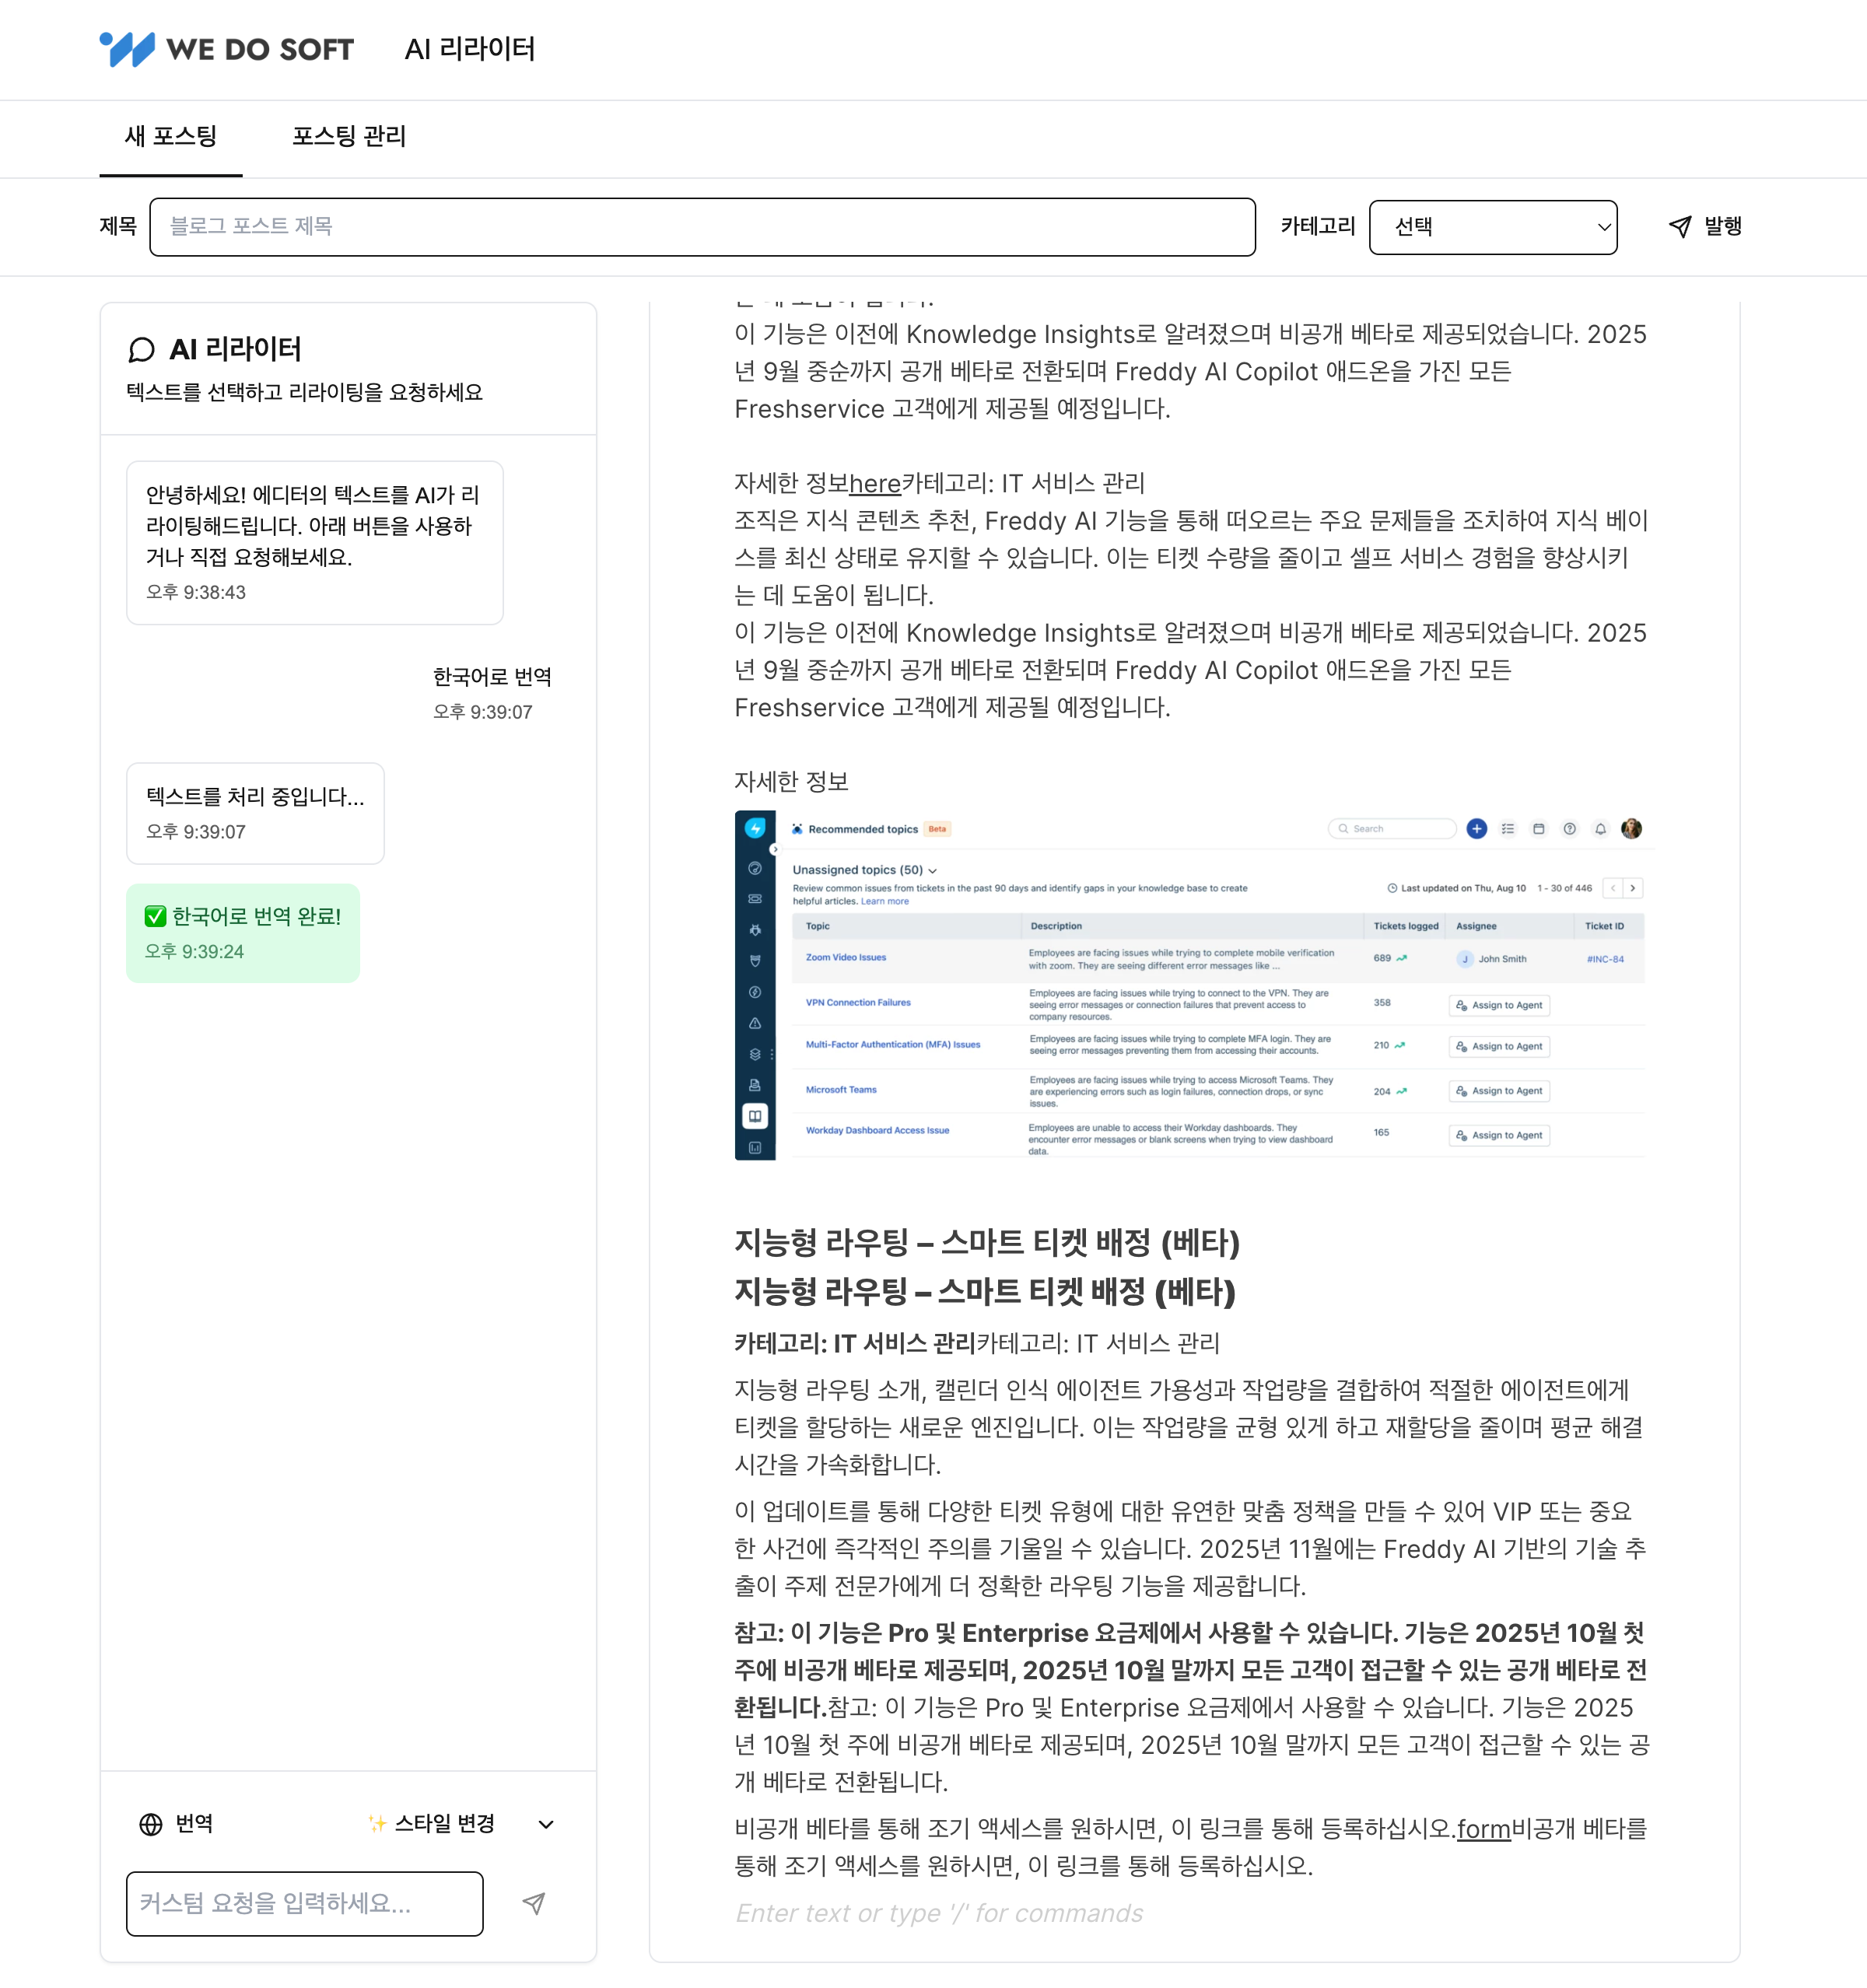 WE DO SOFT
AI 리라이터
새 포스팅
포스팅 관리
제목
블로그 포스트 제목
카테고리
선택
발행
AI 리라이터
텍스트를 선택하고 리라이팅을 요청하세요
안녕하세요! 에디터의 텍스트를 AI가 리
라이팅해드립니다. 아래 버튼을 사용하
거나 직접 요청해보세요.
오후 9:38:43
한국어로 번역
오후 9:39:07
텍스트를 처리 중입니다...
오후 9:39:07
✅ 한국어로 번역 완료!
오후 9:39:24
번역
✨ 스타일 변경
커스텀 요청을 입력하세요...
이 기능은 이전에 Knowledge Insights로 알려졌으며 비공개 베타로 제공되었습니다. 2025
년 9월 중순까지 공개 베타로 전환되며 Freddy AI Copilot 애드온을 가진 모든
Freshservice 고객에게 제공될 예정입니다.
자세한 정보here카테고리: IT 서비스 관리
조직은 지식 콘텐츠 추천, Freddy AI 기능을 통해 떠오르는 주요 문제들을 조치하여 지식 베이
스를 최신 상태로 유지할 수 있습니다. 이는 티켓 수량을 줄이고 셀프 서비스 경험을 향상시키
는 데 도움이 됩니다.
이 기능은 이전에 Knowledge Insights로 알려졌으며 비공개 베타로 제공되었습니다. 2025
년 9월 중순까지 공개 베타로 전환되며 Freddy AI Copilot 애드온을 가진 모든
Freshservice 고객에게 제공될 예정입니다.
자세한 정보
Recommended topics Beta
Search
Unassigned topics (50)
Review common issues from tickets in the past 90 days and identify gaps in your knowledge base to create
helpful articles. Learn more
Last updated on Thu, Aug 10 1 - 30 of 446
Topic Description Tickets logged Assignee Ticket ID
Zoom Video Issues
Employees are facing issues while trying to complete mobile verification
with zoom. They are seeing different error messages like ...
689 J John Smith #INC-84
VPN Connection Failures
Employees are facing issues while trying to connect to the VPN. They are
seeing error messages or connection failures that prevent access to
company resources.
358 Assign to Agent
Multi-Factor Authentication (MFA) Issues
Employees are facing issues while trying to complete MFA login. They are
seeing error messages preventing them from accessing their accounts.
210 Assign to Agent
Microsoft Teams
Employees are facing issues while trying to access Microsoft Teams. They
are experiencing errors such as login failures, connection drops, or sync
issues.
204 Assign to Agent
Workday Dashboard Access Issue
Employees are unable to access their Workday dashboards. They
encounter error messages or blank screens when trying to view dashboard
data.
165 Assign to Agent
지능형 라우팅 – 스마트 티켓 배정 (베타)
지능형 라우팅 – 스마트 티켓 배정 (베타)
카테고리: IT 서비스 관리카테고리: IT 서비스 관리
지능형 라우팅 소개, 캘린더 인식 에이전트 가용성과 작업량을 결합하여 적절한 에이전트에게
티켓을 할당하는 새로운 엔진입니다. 이는 작업량을 균형 있게 하고 재할당을 줄이며 평균 해결
시간을 가속화합니다.
이 업데이트를 통해 다양한 티켓 유형에 대한 유연한 맞춤 정책을 만들 수 있어 VIP 또는 중요
한 사건에 즉각적인 주의를 기울일 수 있습니다. 2025년 11월에는 Freddy AI 기반의 기술 추
출이 주제 전문가에게 더 정확한 라우팅 기능을 제공합니다.
참고: 이 기능은 Pro 및 Enterprise 요금제에서 사용할 수 있습니다. 기능은 2025년 10월 첫
주에 비공개 베타로 제공되며, 2025년 10월 말까지 모든 고객이 접근할 수 있는 공개 베타로 전
환됩니다.참고: 이 기능은 Pro 및 Enterprise 요금제에서 사용할 수 있습니다. 기능은 2025
년 10월 첫 주에 비공개 베타로 제공되며, 2025년 10월 말까지 모든 고객이 접근할 수 있는 공
개 베타로 전환됩니다.
비공개 베타를 통해 조기 액세스를 원하시면, 이 링크를 통해 등록하십시오.form비공개 베타를
통해 조기 액세스를 원하시면, 이 링크를 통해 등록하십시오.
Enter text or type '/' for commands